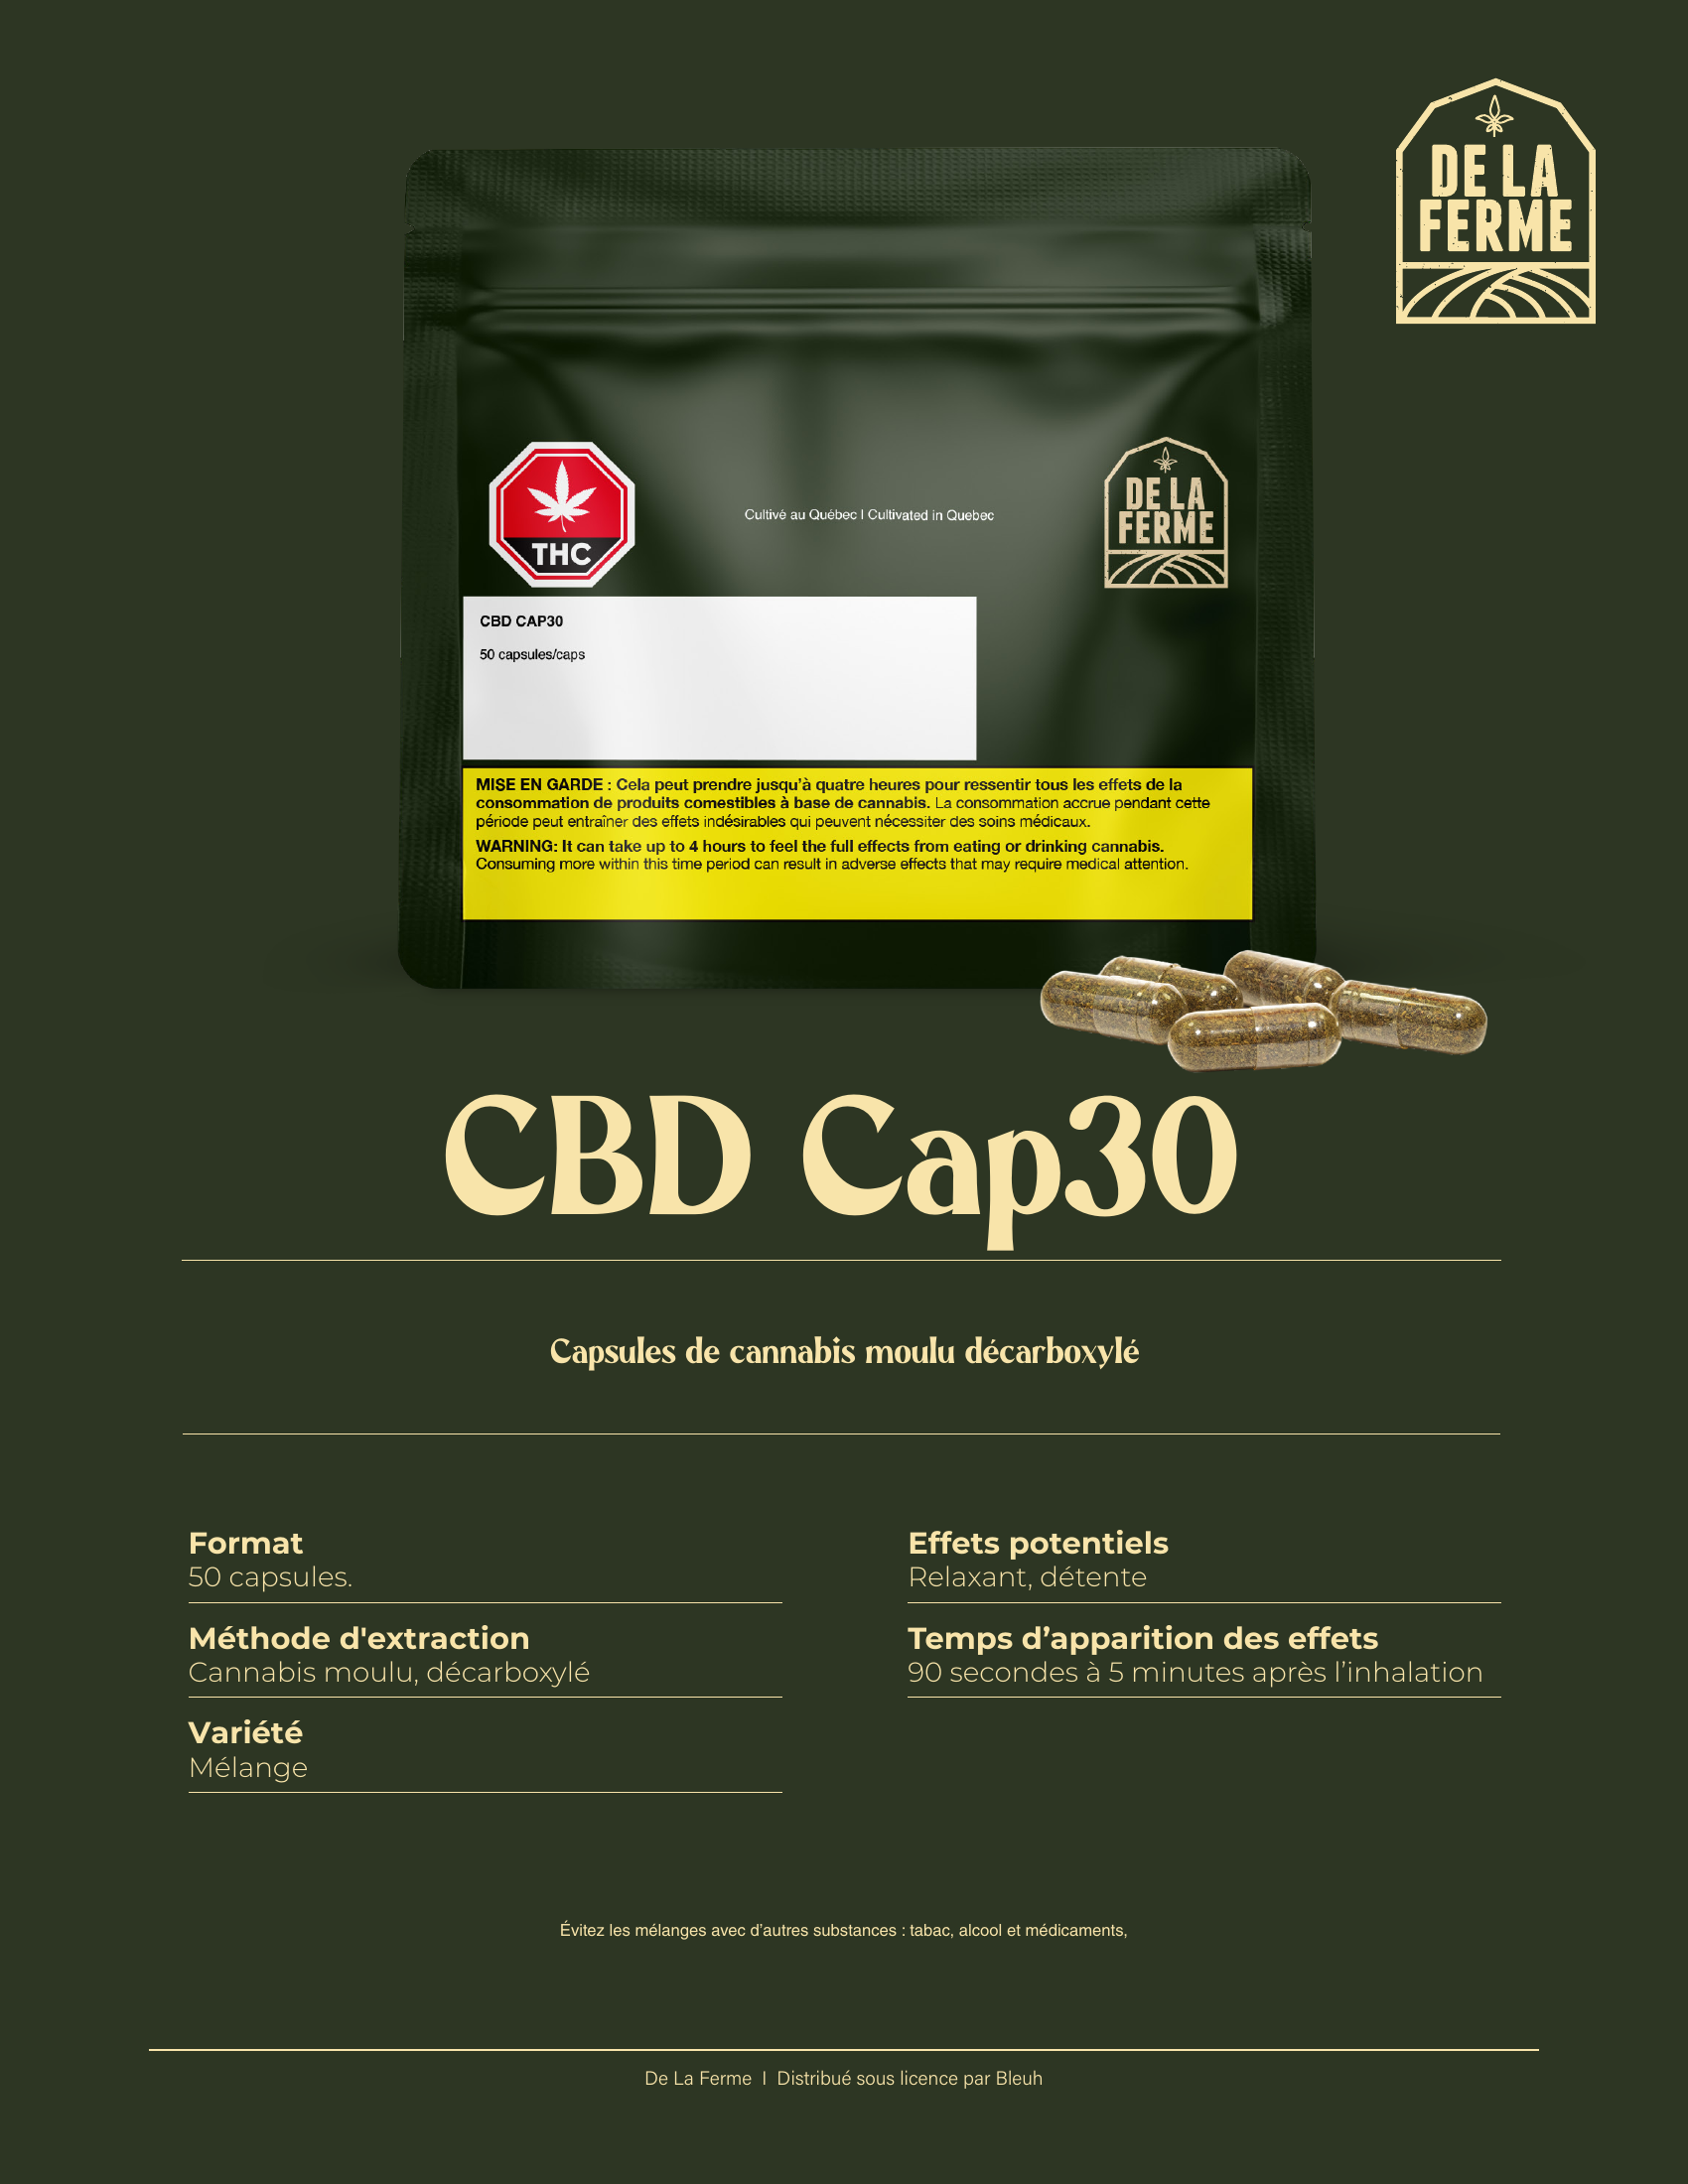 DE LA
FERME
THC
Cultivé au Québec | Cultivated in Quebec
DE LA
FERME
CBD CAP30
50 capsules/caps
MISE EN GARDE : Cela peut prendre jusqu'à quatre heures pour ressentir tous les effets de la
consommation de produits comestibles à base de cannabis. La consommation accrue pendant cette
période peut entraîner des effets indésirables qui peuvent nécessiter des soins médicaux.
WARNING: It can take up to 4 hours to feel the full effects from eating or drinking cannabis.
Consuming more within this time period can result in adverse effects that may require medical attention.
CBD Cap30
Capsules de cannabis moulu décarboxylé
Format
50 capsules.
Méthode d'extraction
Cannabis moulu, décarboxylé
Variété
Mélange
Effets potentiels
Relaxant, détente
Temps d’apparition des effets
90 secondes à 5 minutes après l’inhalation
Évitez les mélanges avec d’autres substances : tabac, alcool et médicaments,
De La Ferme | Distribué sous licence par Bleuh